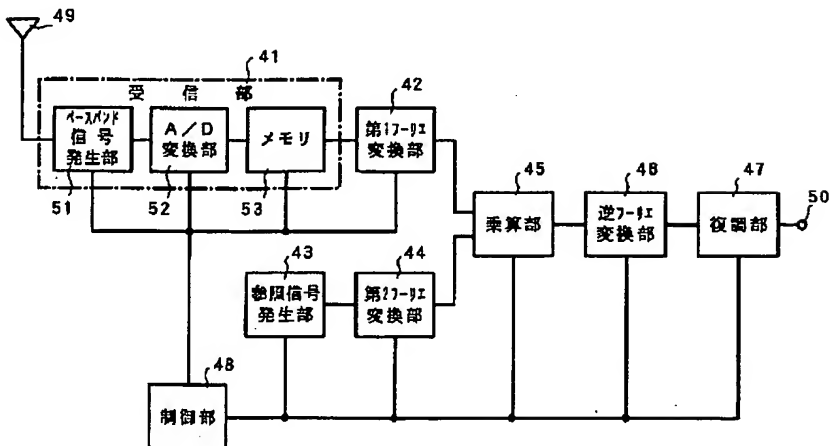 49
41
受信部
42
ベースバンド
信号
発生部
A/D
変換部
メモリ
第1フーリエ
変換部
51
52
53
45
46
47
50
乗算部
逆フーリエ
変換部
復調部
43
44
参照信号
発生部
第2フーリエ
変換部
48
制御部